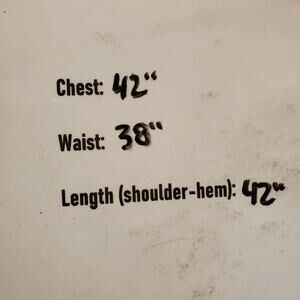 Chest: 42"
Waist: 38"
Length (shoulder-hem): 42"